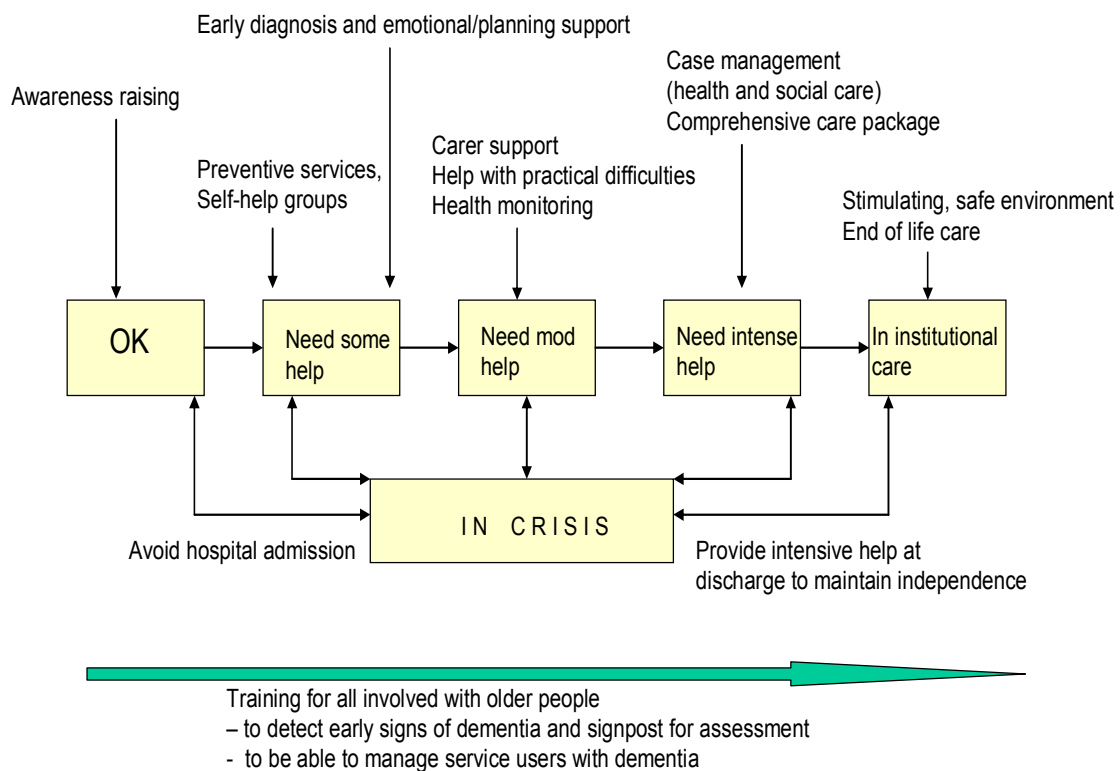 Early diagnosis and emotional/planning support
Case management
(health and social care)
Comprehensive care package
Awareness raising
Carer support
Help with practical difficulties
Health monitoring
Preventive services,
Self-help groups
Stimulating, safe environment
End of life care
OK
Need some
help
Need mod
help
Need intense
help
In institutional
care
IN CRISIS
Avoid hospital admission
Provide intensive help at
discharge to maintain independence
Training for all involved with older people
– to detect early signs of dementia and signpost for assessment
- to be able to manage service users with dementia